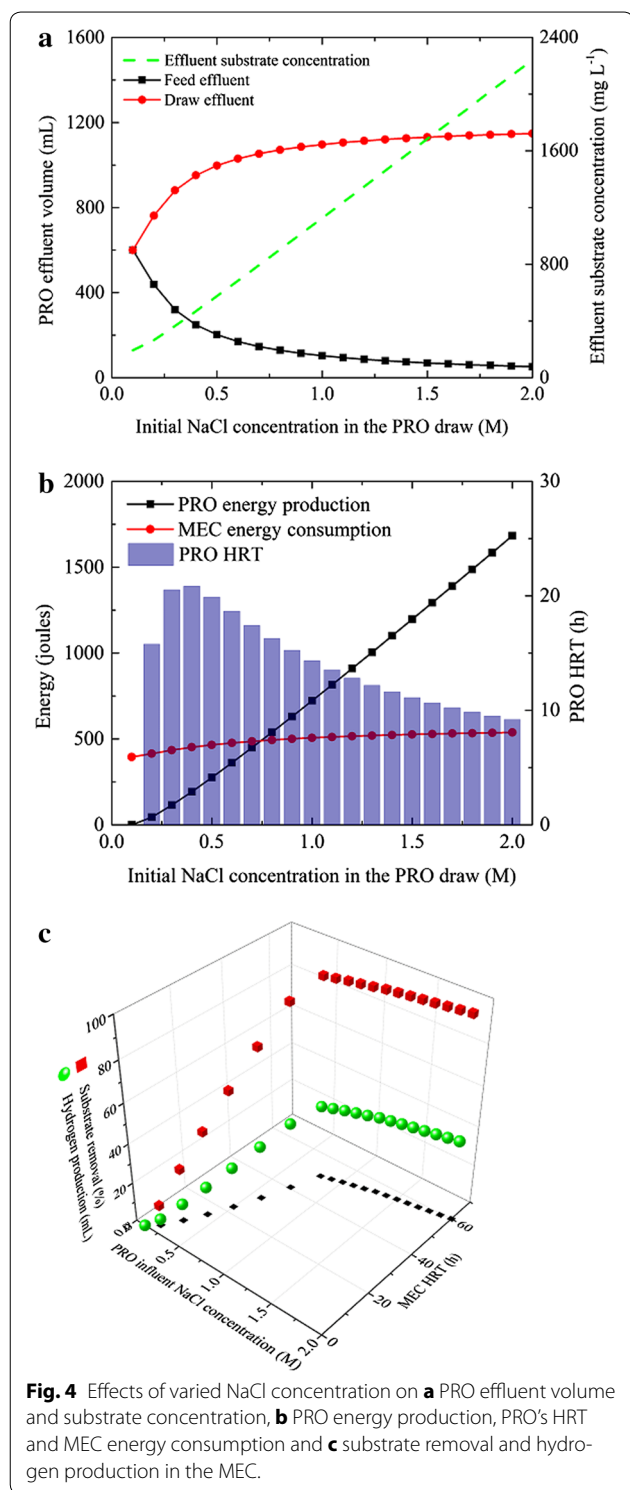 a
1600
1200
800
400
0
PRO effluent volume (mL)
Effluent substrate concentration
Feed effluent
Draw effluent
2400
1600
800
0
Effluent substrate concentration (mg L⁻¹)
0.0 0.5 1.0 1.5 2.0
Initial NaCl concentration in the PRO draw (M)
b
2000
1500
1000
500
0
Energy (joules)
PRO energy production
MEC energy consumption
PRO HRT
30
20
10
0
PRO HRT (h)
0.0 0.5 1.0 1.5 2.0
Initial NaCl concentration in the PRO draw (M)
c
100
80
60
40
20
Substrate removal (%)
Hydrogen production (mL)
0.5
1.0
1.5
2.0
PRO influent NaCl concentration (M)
0
20
40
60
MEC HRT (h)
Fig. 4 Effects of varied NaCl concentration on a PRO effluent volume
and substrate concentration, b PRO energy production, PRO's HRT
and MEC energy consumption and c substrate removal and hydro-
gen production in the MEC.